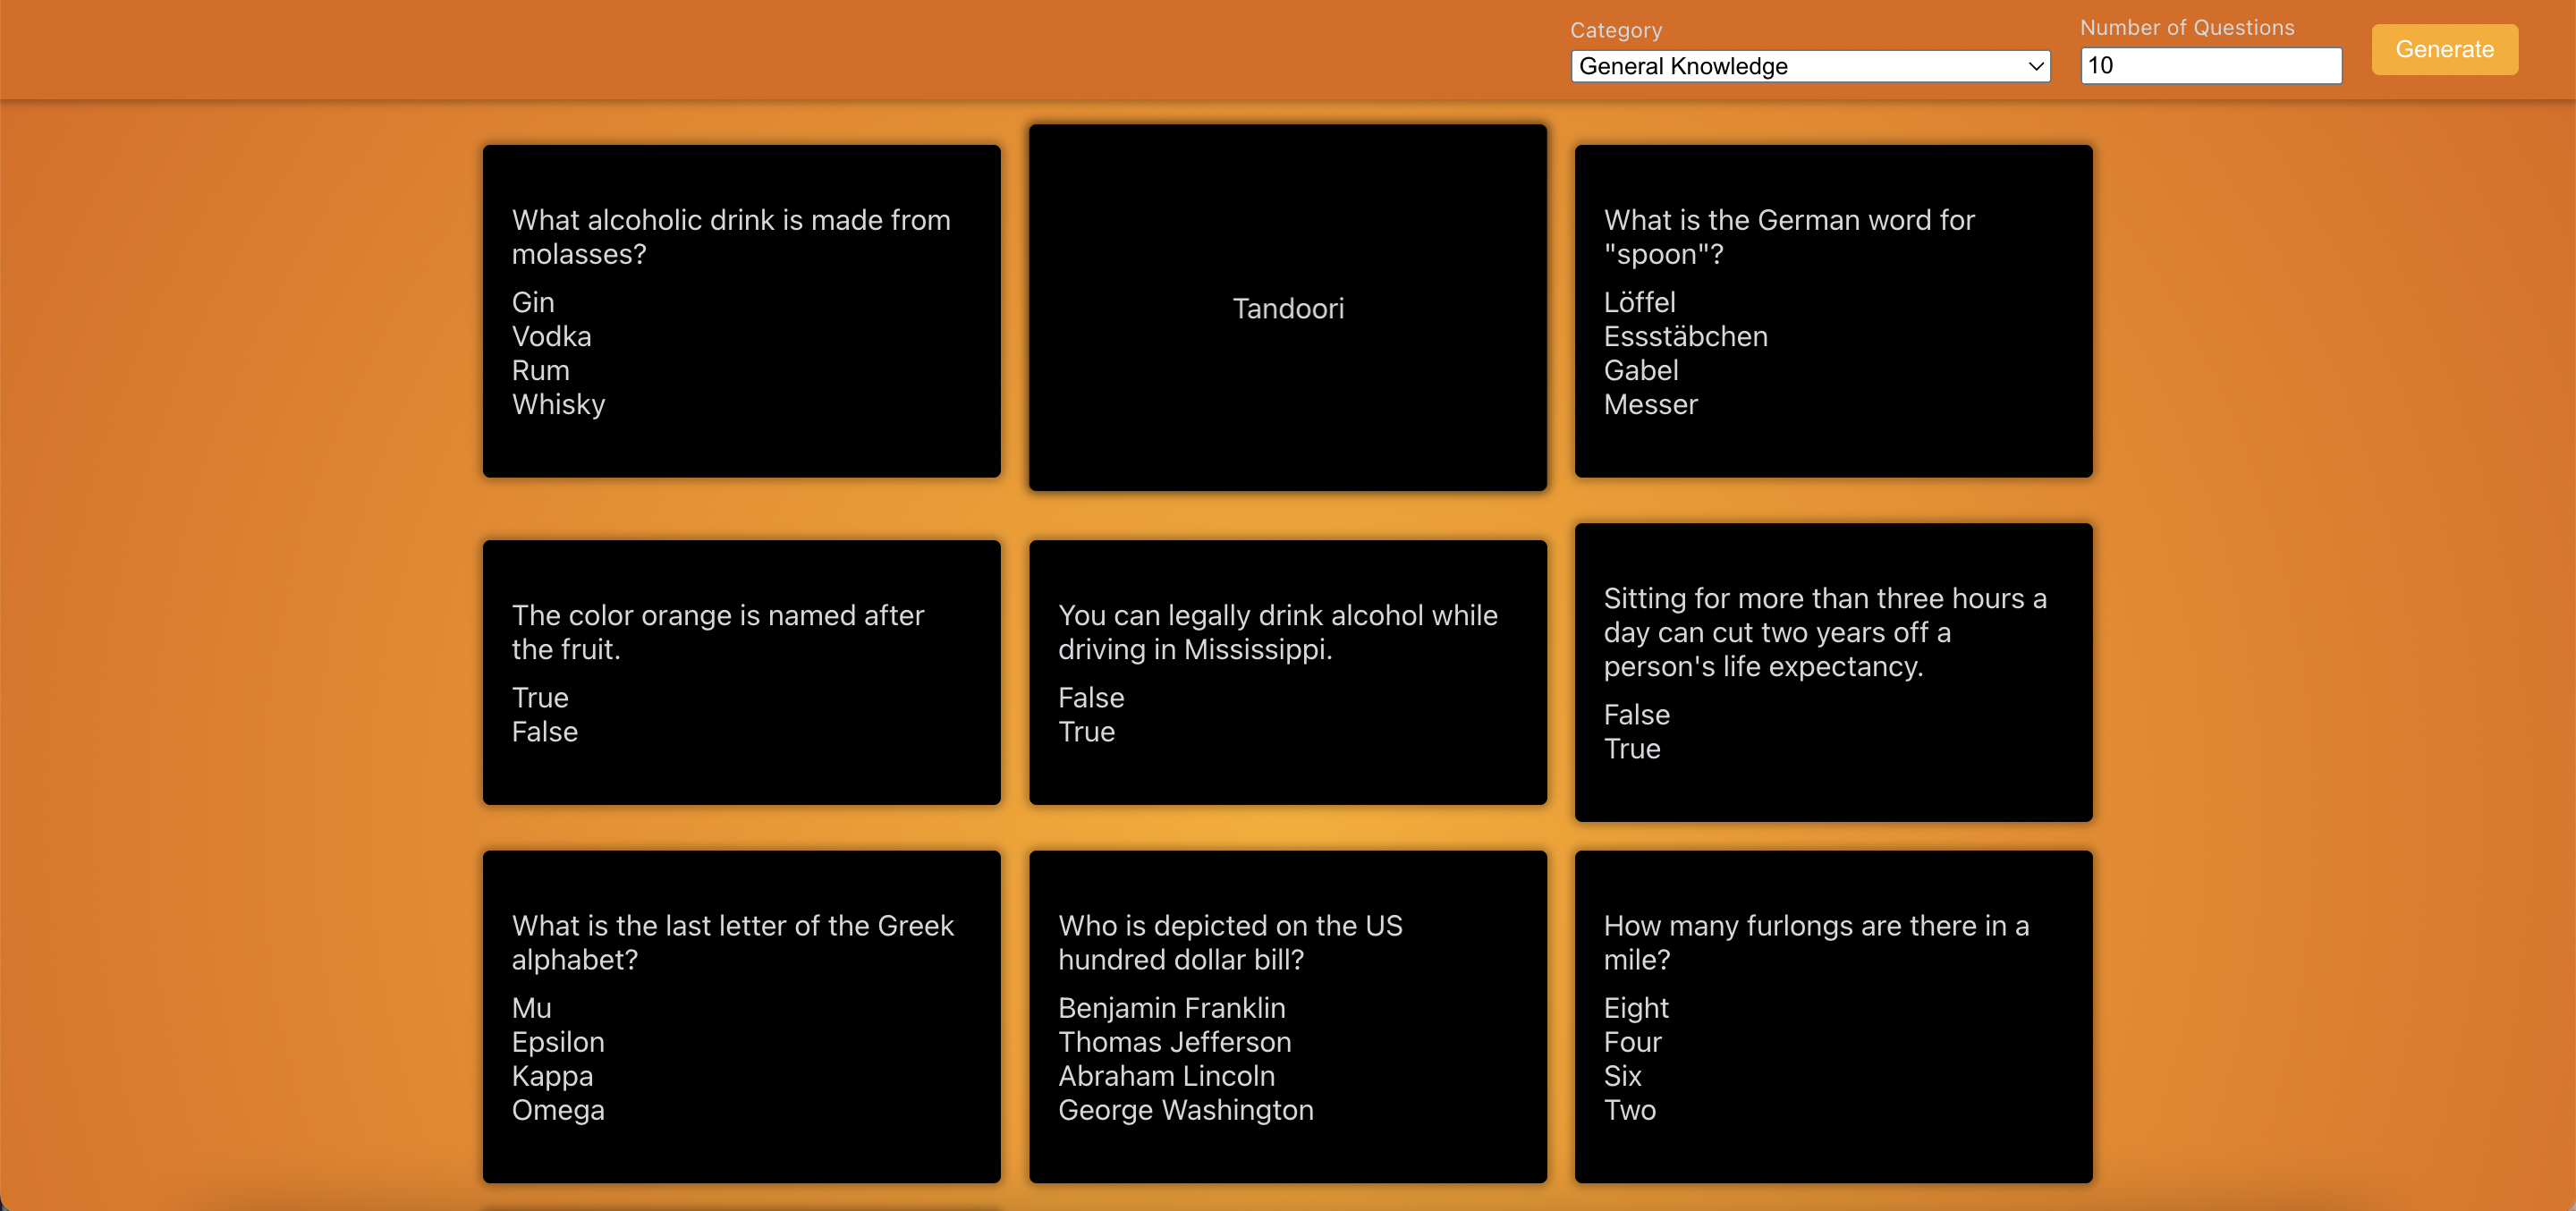 Category
General Knowledge
Number of Questions
10
Generate
What alcoholic drink is made from
molasses?
Gin
Vodka
Rum
Whisky
Tandoori
What is the German word for
"spoon"?
Löffel
Essstäbchen
Gabel
Messer
The color orange is named after
the fruit.
True
False
You can legally drink alcohol while
driving in Mississippi.
False
True
Sitting for more than three hours a
day can cut two years off a
person's life expectancy.
False
True
What is the last letter of the Greek
alphabet?
Mu
Epsilon
Kappa
Omega
Who is depicted on the US
hundred dollar bill?
Benjamin Franklin
Thomas Jefferson
Abraham Lincoln
George Washington
How many furlongs are there in a
mile?
Eight
Four
Six
Two